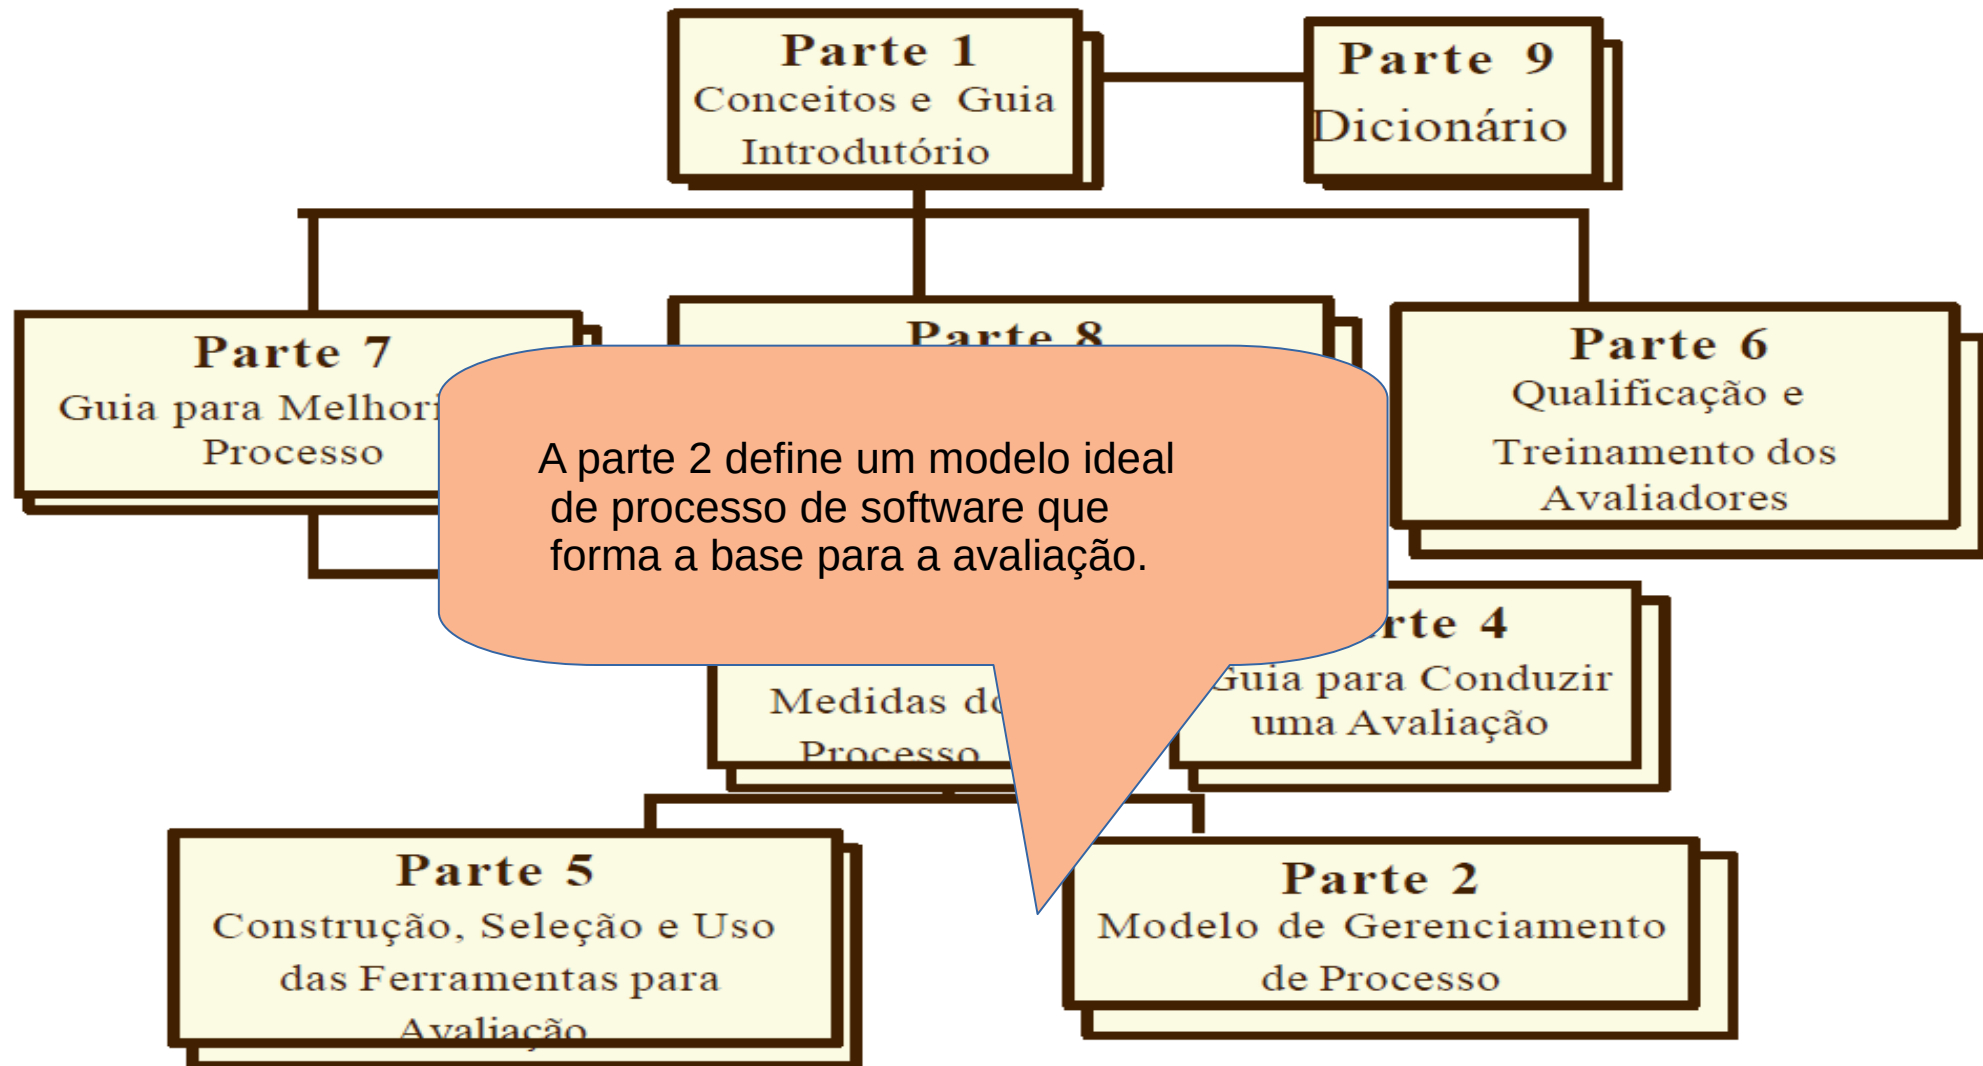 Parte 1
Conceitos e Guia
Introdutório
Parte 9
Dicionário
Parte 7
Guia para
Processo
Parte 8
Parte 6
Qualificação e
Treinamento dos
Avaliadores
A parte 2 define um modelo ideal
de processo de software que
forma a base para a avaliação.
Medidas
Processo
4
Guia para Conduzir
uma Avaliação
Parte 5
Construção, Seleção e Uso
das Ferramentas para
Avaliação
Parte 2
Modelo de Gerenciamento
de Processo